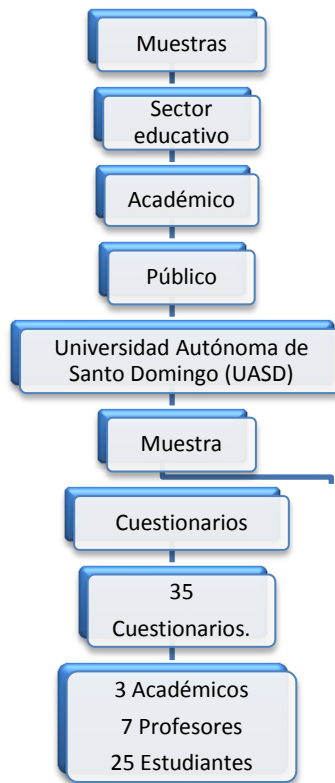 Muestras
Sector
educativo
Académico
Público
Universidad Autónoma de
Santo Domingo (UASD)
Muestra
Cuestionarios
35
Cuestionarios.
3 Académicos
7 Profesores
25 Estudiantes